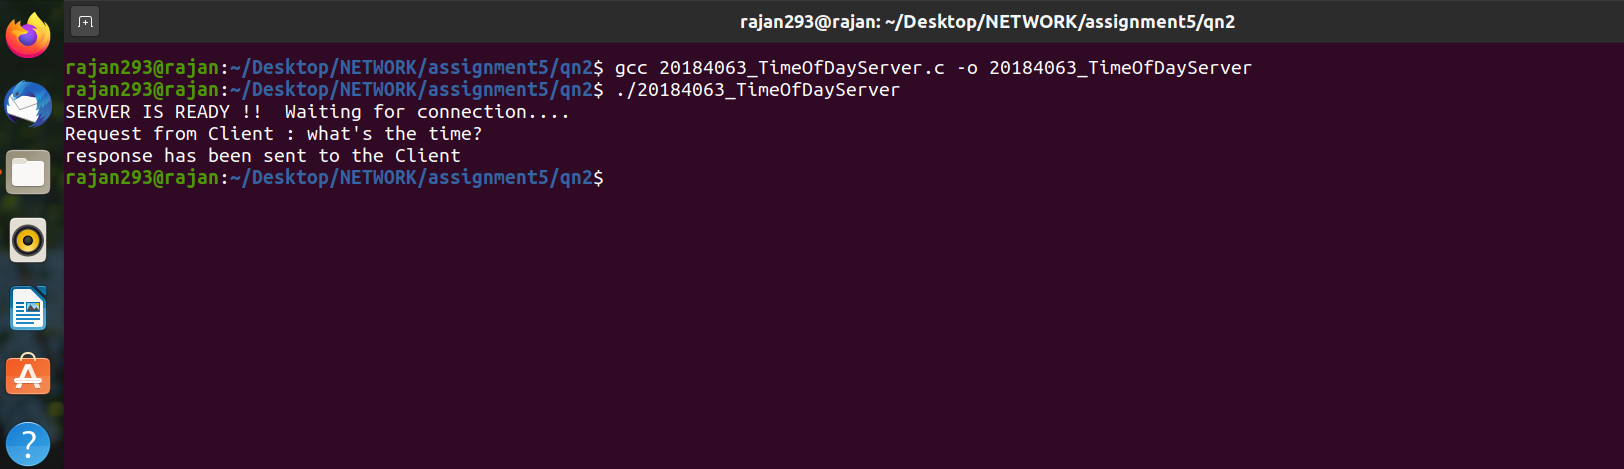 rajan293@rajan: ~/Desktop/NETWORK/assignment5/qn2
rajan293@rajan:~/Desktop/NETWORK/assignment5/qn2$ gcc 20184063_TimeOfDayServer.c -o 20184063_TimeOfDayServer
rajan293@rajan:~/Desktop/NETWORK/assignment5/qn2$ ./20184063_TimeOfDayServer
SERVER IS READY !!  Waiting for connection....
Request from Client : what's the time?
response has been sent to the Client
rajan293@rajan:~/Desktop/NETWORK/assignment5/qn2$